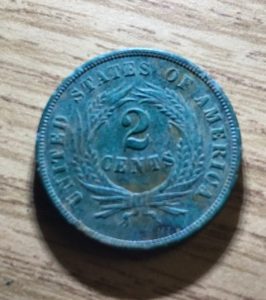 UNITED STATES OF AMERICA
2
CENTS